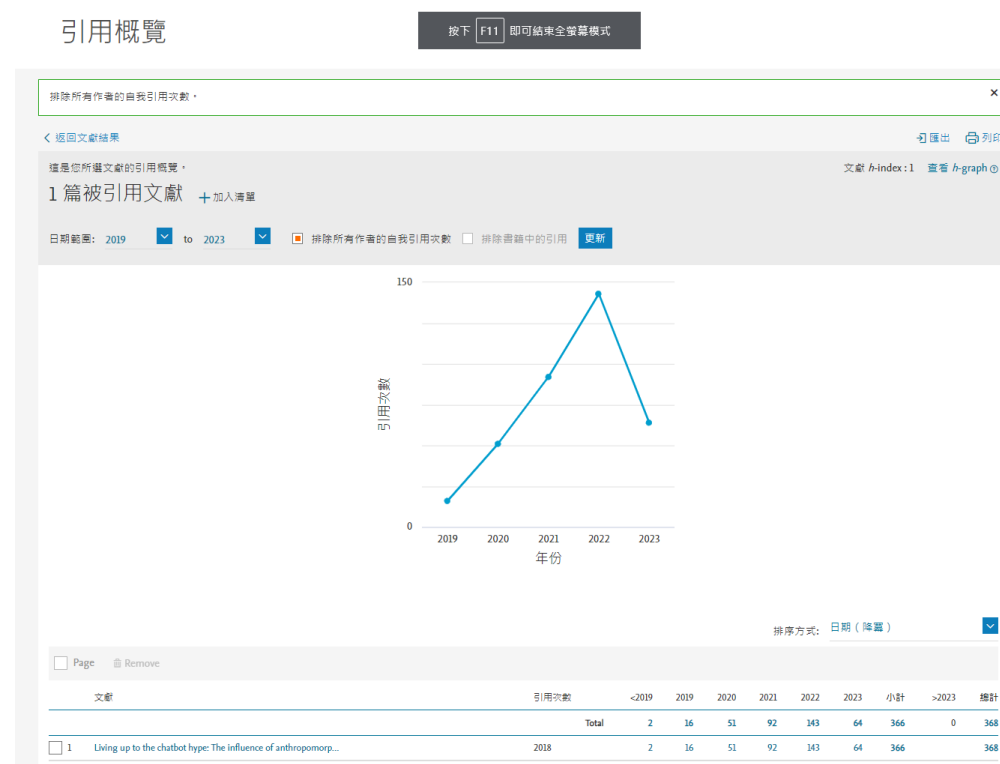 引用概覽
按下 F11 即可結束全螢幕模式
排除所有作者的自我引用次數。
×
返回文獻結果
匯出 列印
這是您所選文獻的引用概覽。
文獻 h-index : 1 查看 h-graph
1 篇被引用文獻 +加入清單
日期範圍: 2019 to 2023 排除所有作者的自我引用次數 排除書籍中的引用 更新
150
引用次數
0
2019 2020 2021 2022 2023
年份
排序方式: 日期 ( 降冪 )
Page Remove
文獻 引用次數 <2019 2019 2020 2021 2022 2023 小計 >2023 總計
Total 2 16 51 92 143 64 366 0 368
1 Living up to the chatbot hype: The influence of anthropomorp... 2018 2 16 51 92 143 64 366 368